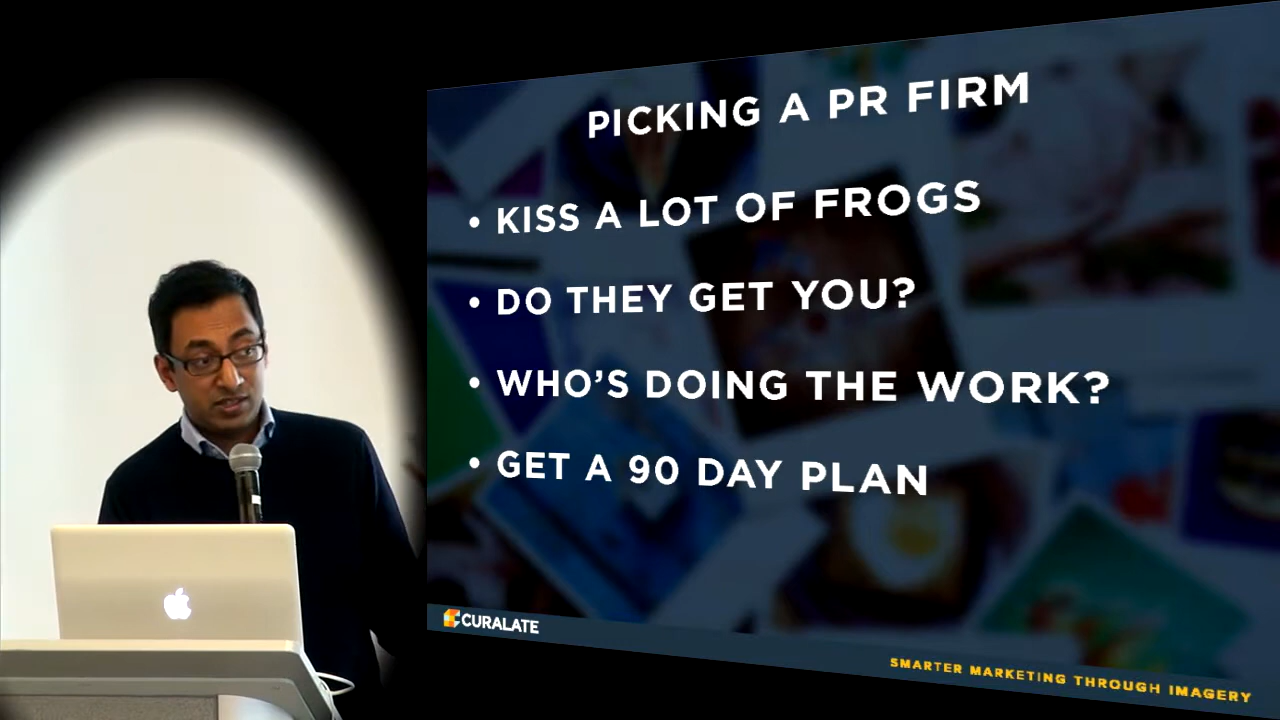 PICKING A PR FIRM
• KISS A LOT OF FROGS
• DO THEY GET YOU?
• WHO'S DOING THE WORK?
• GET A 90 DAY PLAN
CURALATE
SMARTER MARKETING THROUGH IMAGERY